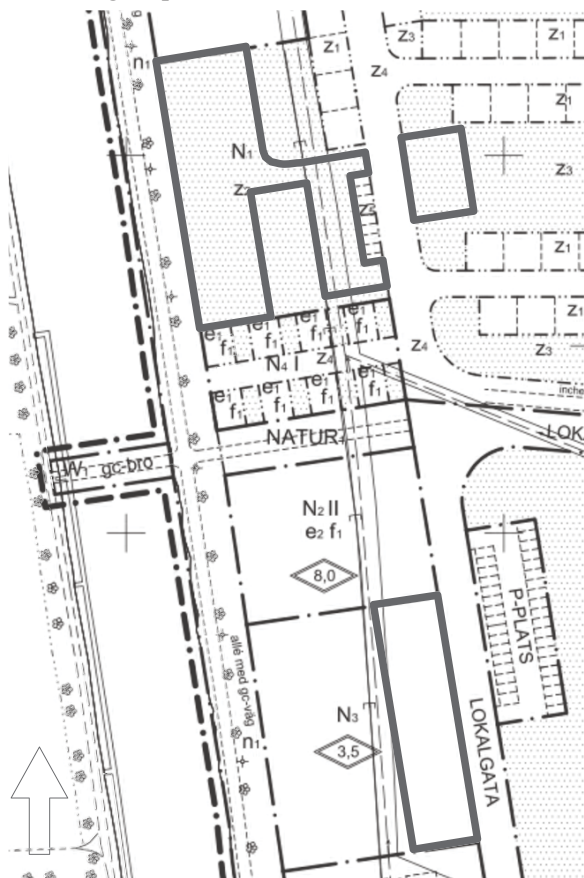 g
n1
z1
z3
z1
z4
z1
N1
z3
z2
z5
z1
z1
e1
e1
e1
e1
f1
f1
f1
f1
N4 I
z4
z4
z3
e1
e1
e1
e1
f1
f1
f1
f1
inche
LOK
NATUR
W1
gc-bro
N2 II
e2 f1
8,0
P-PLATS
allé med gc-väg
N3
n1
3,5
LOKALGATA